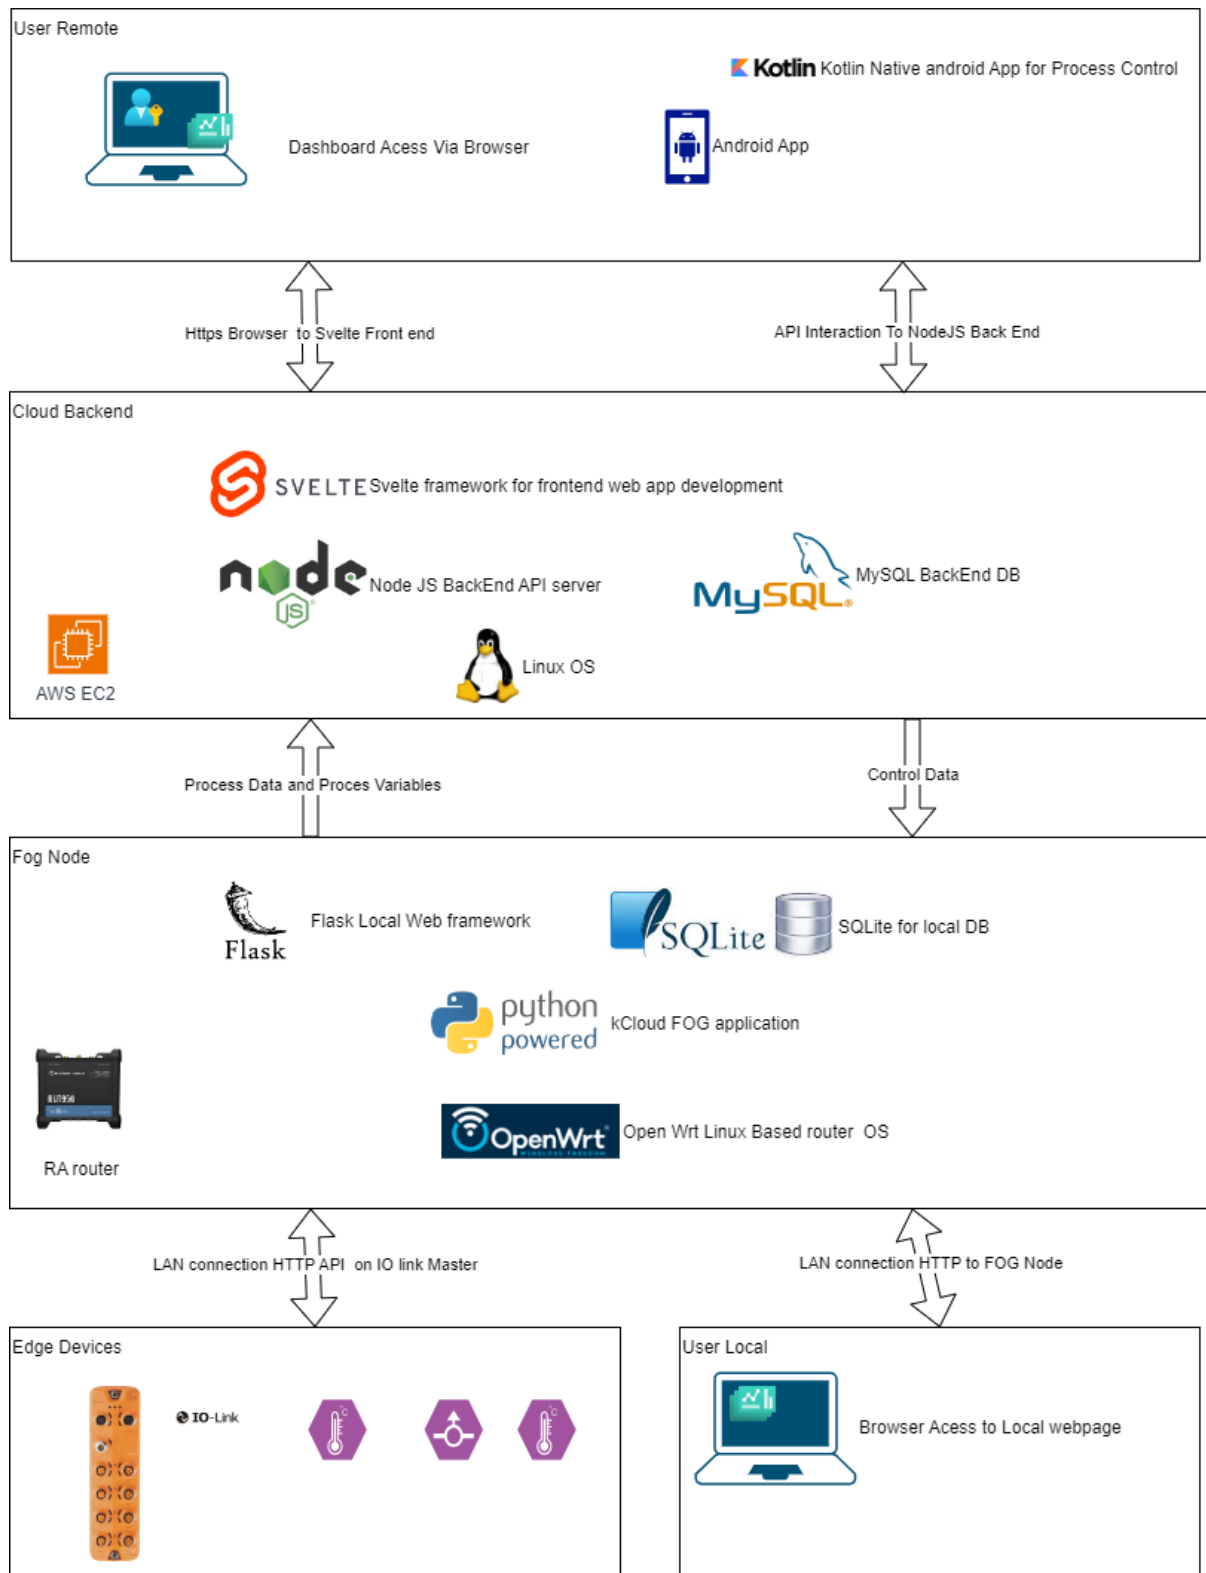 User Remote
Kotlin Kotlin Native android App for Process Control
Dashboard Acess Via Browser
Android App
Https Browser to Svelte Front end
API Interaction To NodeJS Back End
Cloud Backend
SVELTE Svelte framework for frontend web app development
node
JS
Node JS BackEnd API server
MySQL
MySQL BackEnd DB
Linux OS
AWS EC2
Process Data and Proces Variables
Control Data
Fog Node
Flask
Flask Local Web framework
SQLite
SQLite for local DB
python
powered
kCloud FOG application
RUT956
OpenWrt
WIRELESS FREEDOM
Open Wrt Linux Based router OS
RA router
LAN connection HTTP API on IO link Master
LAN connection HTTP to FOG Node
Edge Devices
IO-Link
°C
°C
User Local
Browser Acess to Local webpage